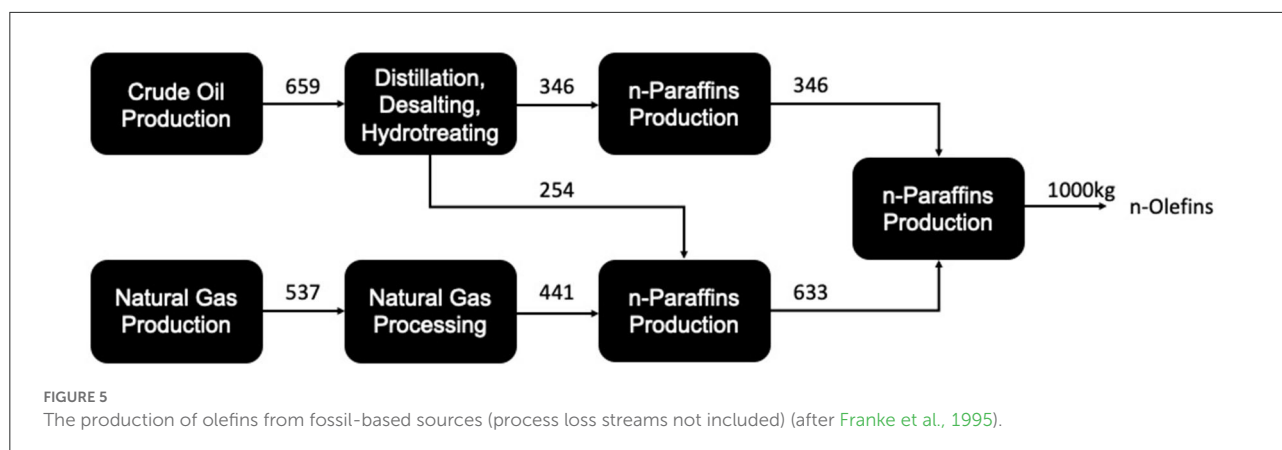 Crude Oil
Production
659
Distillation,
Desalting,
Hydrotreating
346
n-Paraffins
Production
346
254
n-Paraffins
Production
1000kg
n-Olefins
Natural Gas
Production
537
Natural Gas
Processing
441
n-Paraffins
Production
633
FIGURE 5
The production of olefins from fossil-based sources (process loss streams not included) (after Franke et al., 1995).